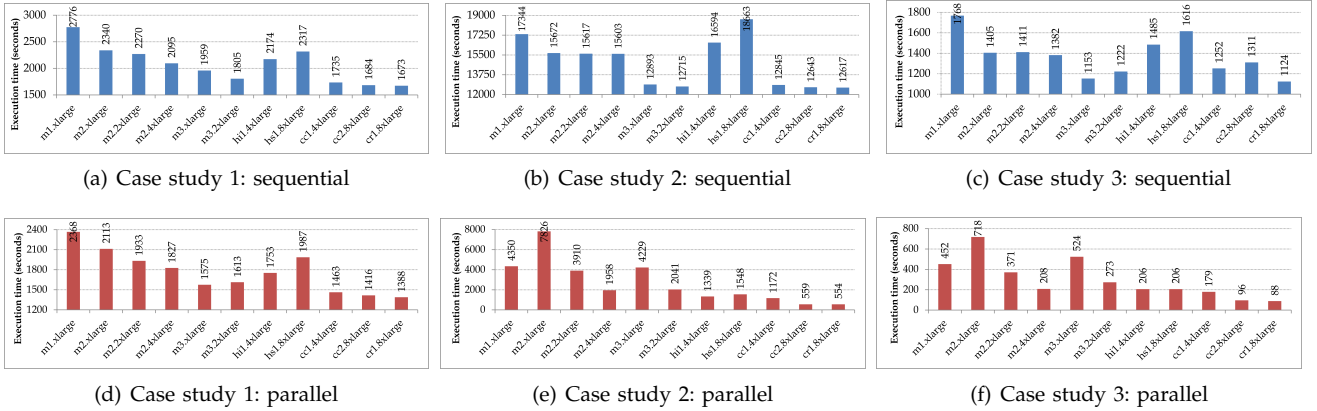 Execution time (seconds)
3000
2500
2000
1500
2776
2340
2270
2095
1959
1805
2174
2317
1735
1684
1673
m1.xlarge
m2.xlarge
m2.2xlarge
m2.4xlarge
m3.xlarge
m3.2xlarge
hi1.4xlarge
hs1.8xlarge
cc1.4xlarge
cc2.8xlarge
cr1.8xlarge
(a) Case study 1: sequential
Execution time (seconds)
19000
17250
15500
13750
12000
17344
15672
15617
15603
12893
12715
16594
18663
12845
12643
12617
m1.xlarge
m2.xlarge
m2.2xlarge
m2.4xlarge
m3.xlarge
m3.2xlarge
hi1.4xlarge
hs1.8xlarge
cc1.4xlarge
cc2.8xlarge
cr1.8xlarge
(b) Case study 2: sequential
Execution time (seconds)
1800
1600
1400
1200
1000
1768
1405
1411
1382
1153
1222
1485
1616
1252
1311
1124
m1.xlarge
m2.xlarge
m2.2xlarge
m2.4xlarge
m3.xlarge
m3.2xlarge
hi1.4xlarge
hs1.8xlarge
cc1.4xlarge
cc2.8xlarge
cr1.8xlarge
(c) Case study 3: sequential
Execution time (seconds)
2400
2100
1800
1500
1200
2368
2113
1933
1827
1575
1613
1753
1987
1463
1416
1388
m1.xlarge
m2.xlarge
m2.2xlarge
m2.4xlarge
m3.xlarge
m3.2xlarge
hi1.4xlarge
hs1.8xlarge
cc1.4xlarge
cc2.8xlarge
cr1.8xlarge
(d) Case study 1: parallel
Execution time (seconds)
8000
6000
4000
2000
0
4350
7826
3910
1958
4229
2041
1339
1548
1172
559
554
m1.xlarge
m2.xlarge
m2.2xlarge
m2.4xlarge
m3.xlarge
m3.2xlarge
hi1.4xlarge
hs1.8xlarge
cc1.4xlarge
cc2.8xlarge
cr1.8xlarge
(e) Case study 2: parallel
Execution time (seconds)
800
600
400
200
0
452
718
371
208
524
273
206
206
179
96
88
m1.xlarge
m2.xlarge
m2.2xlarge
m2.4xlarge
m3.xlarge
m3.2xlarge
hi1.4xlarge
hs1.8xlarge
cc1.4xlarge
cc2.8xlarge
cr1.8xlarge
(f) Case study 3: parallel